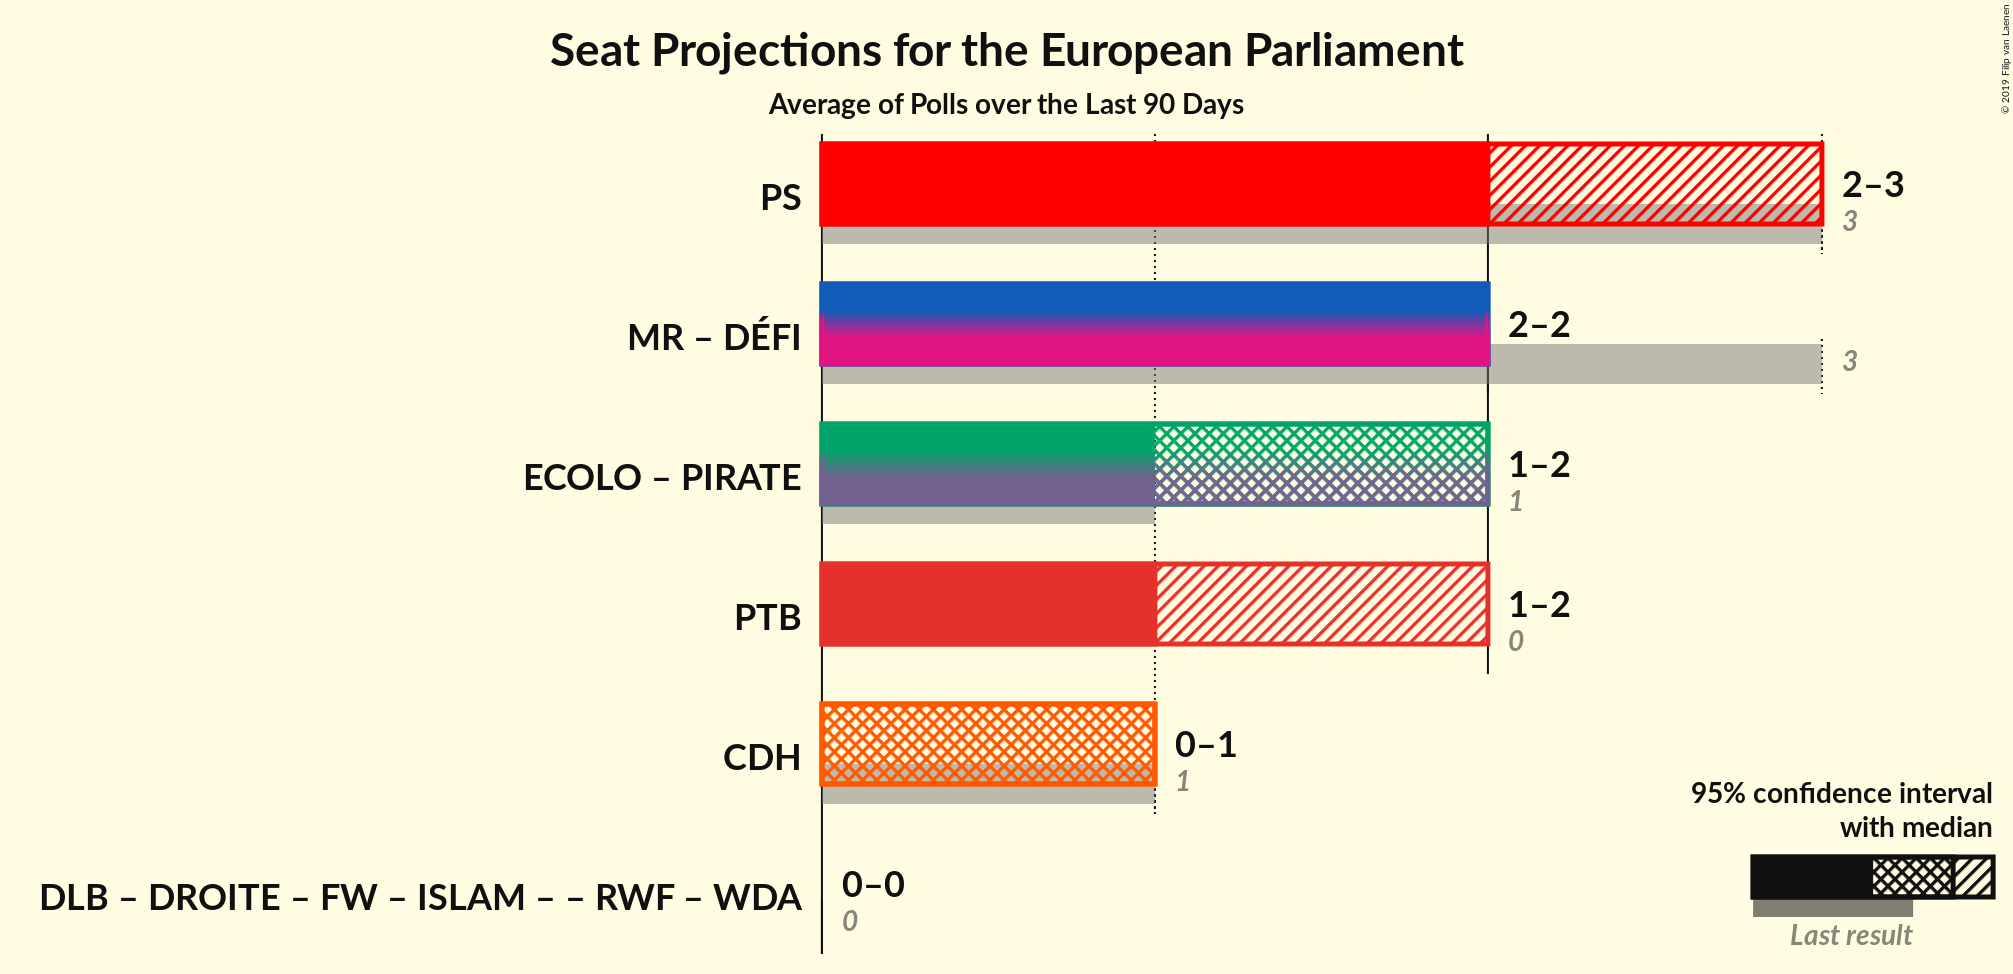 Seat Projections for the European Parliament
Average of Polls over the Last 90 Days
© 2019 Filip van Laenen
PS
2–3
3
MR – DÉFI
2–2
3
ECOLO – PIRATE
1–2
1
PTB
1–2
0
CDH
0–1
1
DLB – DROITE – FW – ISLAM – – RWF – WDA
0–0
0
95% confidence interval
with median
Last result